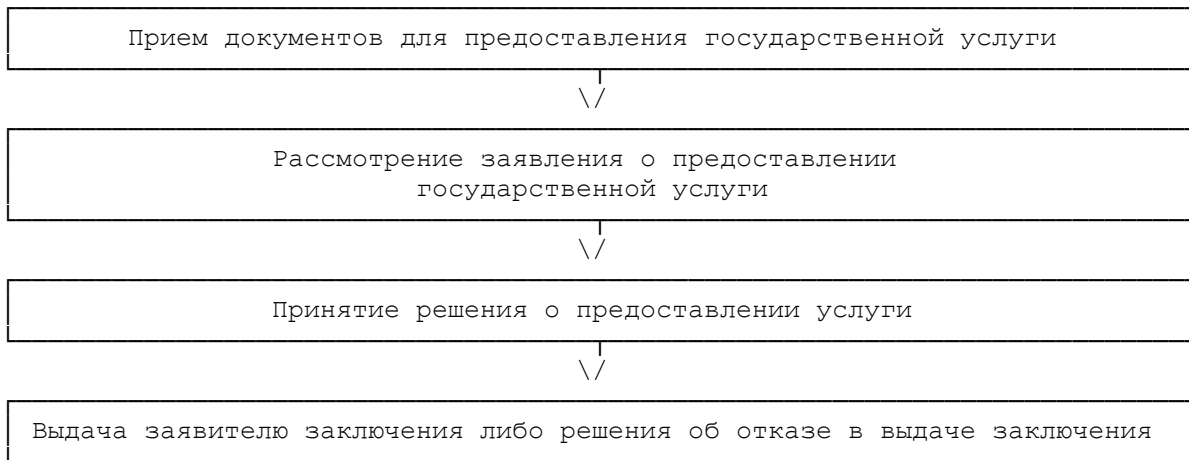 Прием документов для предоставления государственной услуги
\/
Рассмотрение заявления о предоставлении
государственной услуги
\/
Принятие решения о предоставлении услуги
\/
Выдача заявителю заключения либо решения об отказе в выдаче заключения